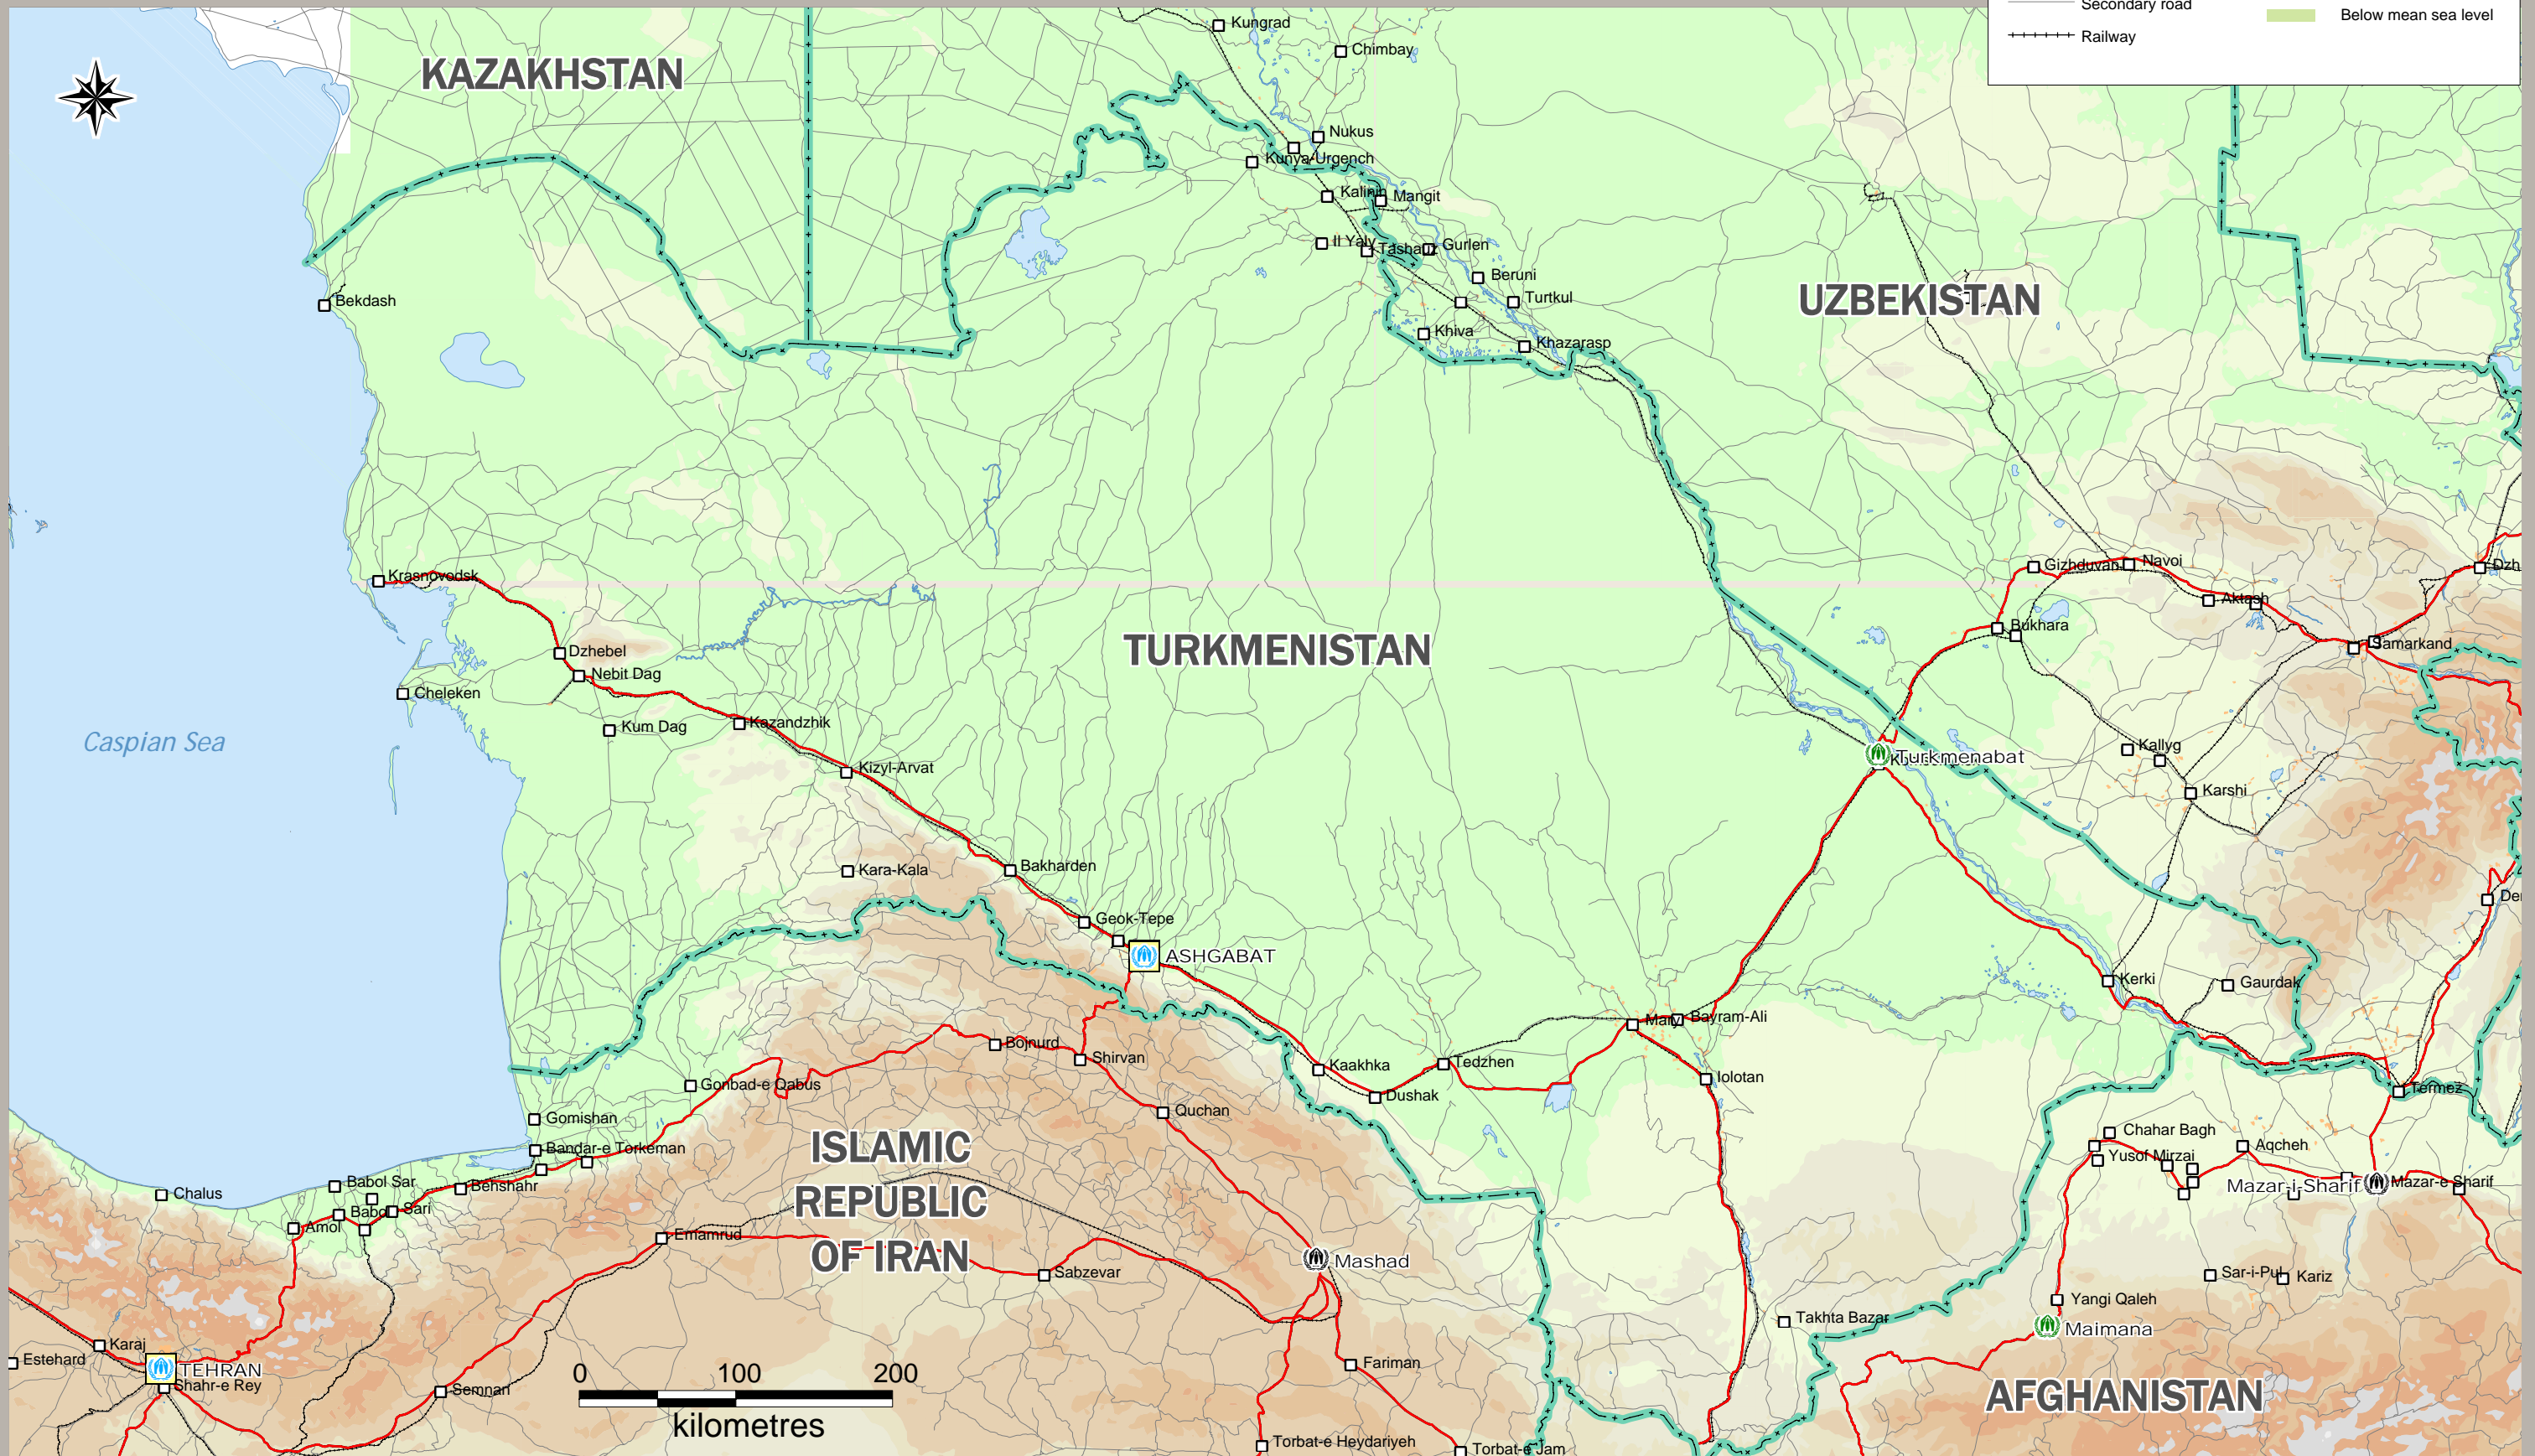 Secondary road
Below mean sea level
Railway
Kungrad
Chimbay
KAZAKHSTAN
Nukus
Kunya-Urgench
Kalinin
Mangit
Il Yaly
Tashauz
Gurlen
Beruni
Turtkul
Bekdash
UZBEKISTAN
Khiva
Khazarasp
Krasnovodsk
Gizhduvan
Navoi
Dzh
Aktash
Bukhara
Samarkand
TURKMENISTAN
Dzhebel
Nebit Dag
Cheleken
Kum Dag
Kazandzhik
Caspian Sea
Kallyg
Turkmenabat
Kizyl-Arvat
Karshi
Kara-Kala
Bakharden
Geok-Tepe
ASHGABAT
Kerki
Gaurdak
Mary
Bayram-Ali
Bojnurd
Shirvan
Kaakhka
Tedzhen
Iolotan
Gonbad-e Qabus
Dushak
Termez
Quchan
Gomishan
Chahar Bagh
Aqcheh
Bandar-e Torkeman
Yusof Mirzai
ISLAMIC
REPUBLIC
OF IRAN
Chalus
Babol Sar
Behshahr
Mazar-i-Sharif
Mazar-e Sharif
Babol
Sari
Amol
Emamrud
Mashad
Sabzevar
Sar-i-Pul
Kariz
Yangi Qaleh
Takhta Bazar
Maimana
Karaj
Estehard
TEHRAN
Shahr-e Rey
Semnan
0 100 200
kilometres
Fariman
AFGHANISTAN
Torbat-e Heydariyeh
Torbat-e Jam